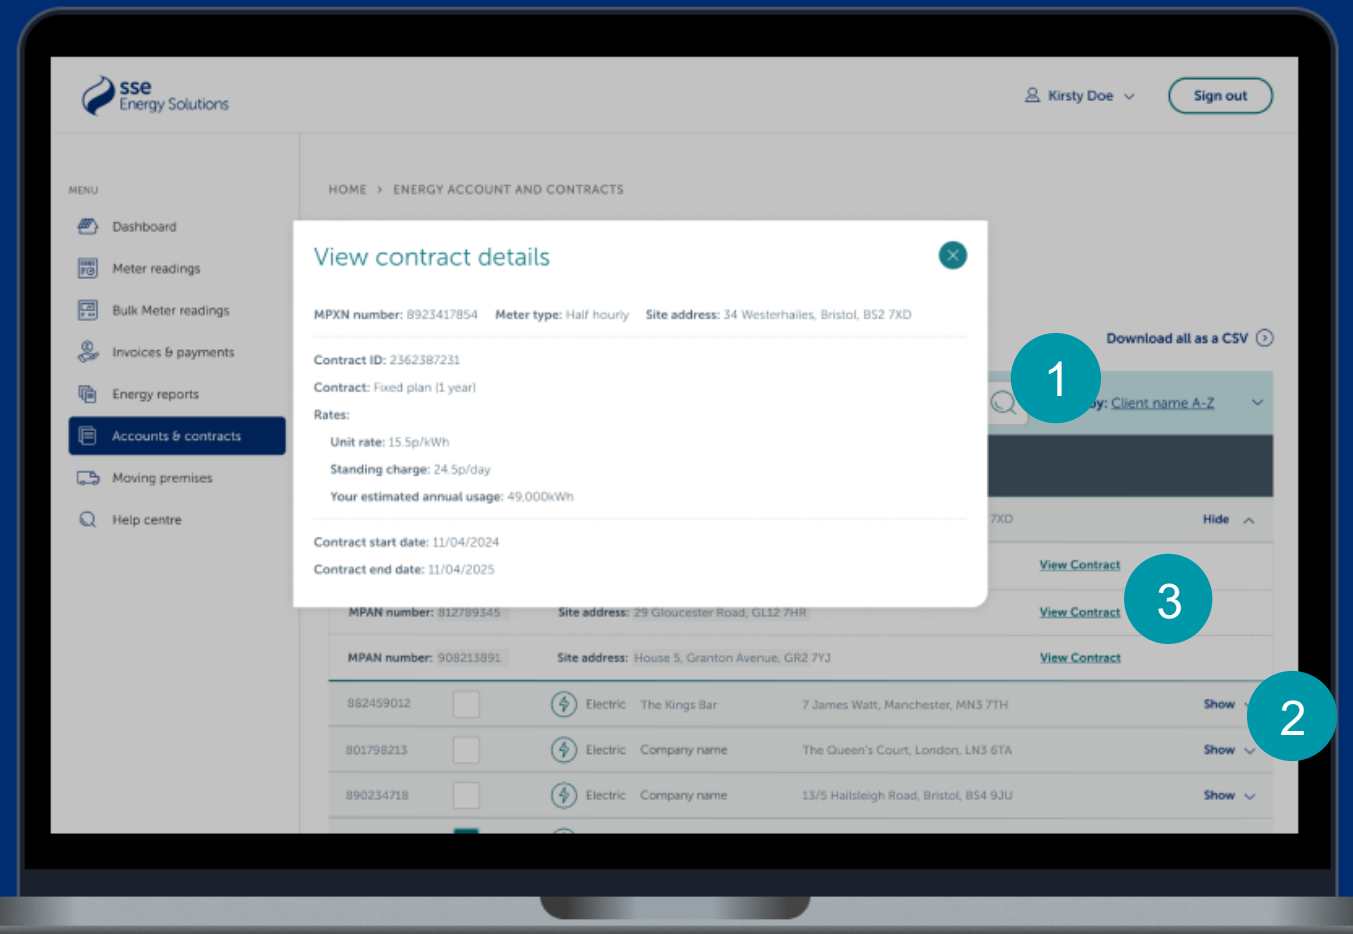 sse
Energy Solutions
Kirsty Doe
Sign out
MENU
Dashboard
Meter readings
Bulk Meter readings
Invoices & payments
Energy reports
Accounts & contracts
Moving premises
Help centre
HOME > ENERGY ACCOUNT AND CONTRACTS
View contract details
MPXN number: 8923417854 Meter type: Half hourly Site address: 34 Westerhailes, Bristol, BS2 7XD
Contract ID: 2362387231
Contract: Fixed plan (1 year)
Rates:
Unit rate: 15.5p/kWh
Standing charge: 24.5p/day
Your estimated annual usage: 49,000kWh
Contract start date: 11/04/2024
Contract end date: 11/04/2025
Download all as a CSV
1
by: Client name A-Z
7XD Hide
View Contract
3
MPAN number: 812789345 Site address: 29 Gloucester Road, GL12 7HR View Contract
MPAN number: 908213891 Site address: House 5, Granton Avenue, GR2 7YJ View Contract
882459012 Electric The Kings Bar 7 James Watt, Manchester, MN3 7TH Show
2
801798213 Electric Company name The Queen's Court, London, LN3 6TA Show
890234718 Electric Company name 13/5 Hailsleigh Road, Bristol, BS4 9JU Show